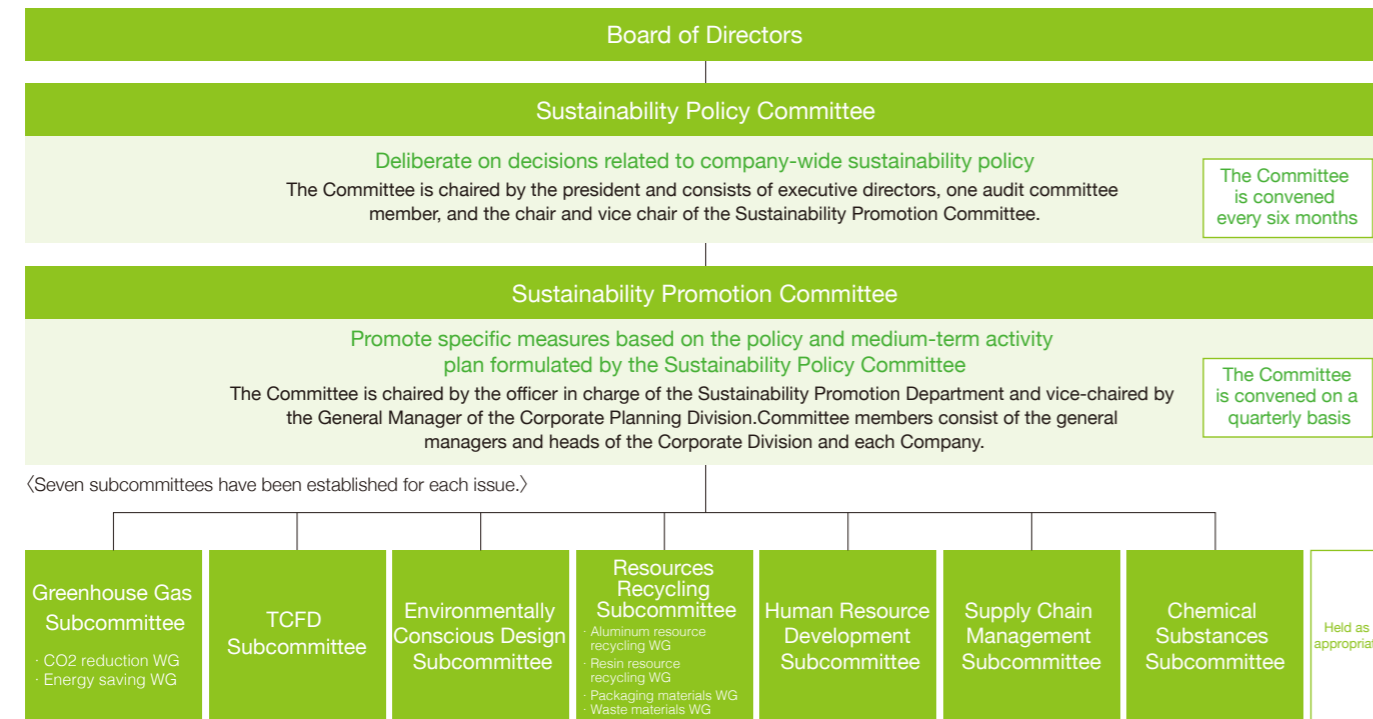 Board of Directors
Sustainability Policy Committee
Deliberate on decisions related to company-wide sustainability policy
The Committee is chaired by the president and consists of executive directors, one audit committee
member, and the chair and vice chair of the Sustainability Promotion Committee.
The Committee
is convened
every six months
Sustainability Promotion Committee
Promote specific measures based on the policy and medium-term activity
plan formulated by the Sustainability Policy Committee
The Committee is chaired by the officer in charge of the Sustainability Promotion Department and vice-chaired by
the General Manager of the Corporate Planning Division.Committee members consist of the general
managers and heads of the Corporate Division and each Company.
The Committee
is convened on a
quarterly basis
〈Seven subcommittees have been established for each issue.〉
Greenhouse Gas
Subcommittee
· CO2 reduction WG
· Energy saving WG
TCFD
Subcommittee
Environmentally
Conscious Design
Subcommittee
Resources
Recycling
Subcommittee
· Aluminum resource
recycling WG
· Resin resource
recycling WG
· Packaging materials WG
· Waste materials WG
Human Resource
Development
Subcommittee
Supply Chain
Management
Subcommittee
Chemical
Substances
Subcommittee
Held as